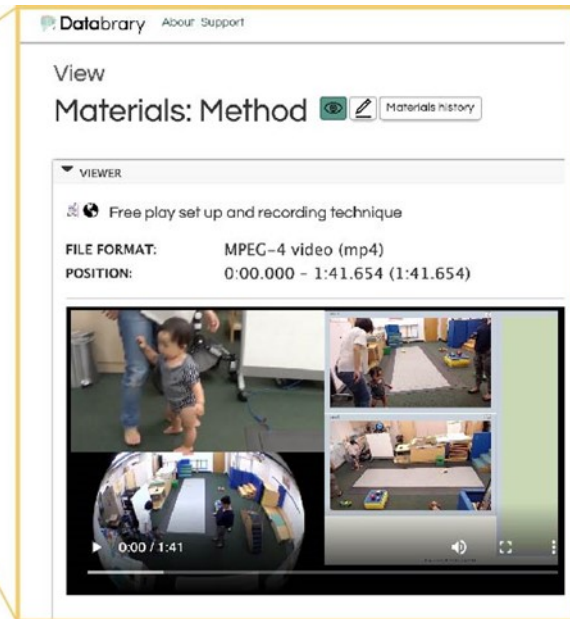 Databrary About Support
View
Materials: Method Materials history
VIEWER
Free play set up and recording technique
FILE FORMAT: MPEG-4 video (mp4)
POSITION: 0:00.000 - 1:41.654 (1:41.654)
0:00 / 1:41